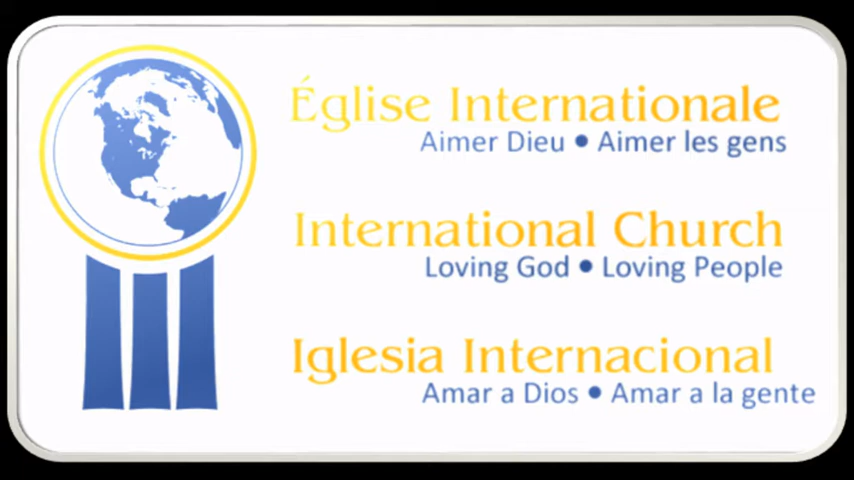 Église Internationale
Aimer Dieu • Aimer les gens
International Church
Loving God • Loving People
Iglesia Internacional
Amar a Dios • Amar a la gente